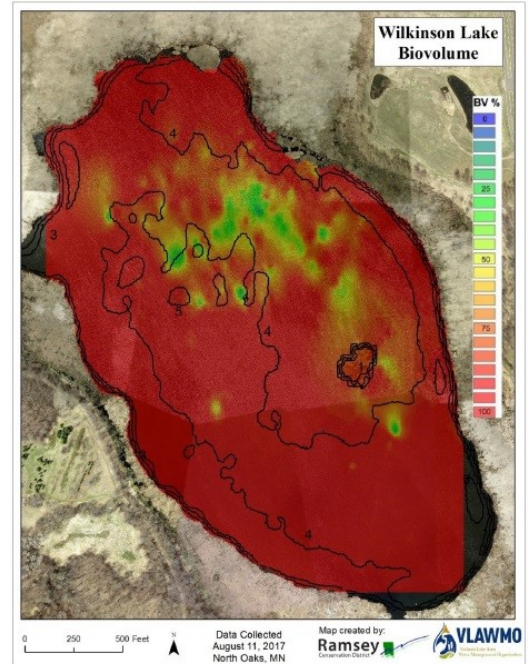 Wilkinson Lake
Biovolume
BV %
0
25
50
75
100
4
3
5
4
4
4
0
250
500 Feet
N
Data Collected
August 11, 2017
North Oaks, MN
Map created by:
Ramsey
Conservation District
VLAWMO